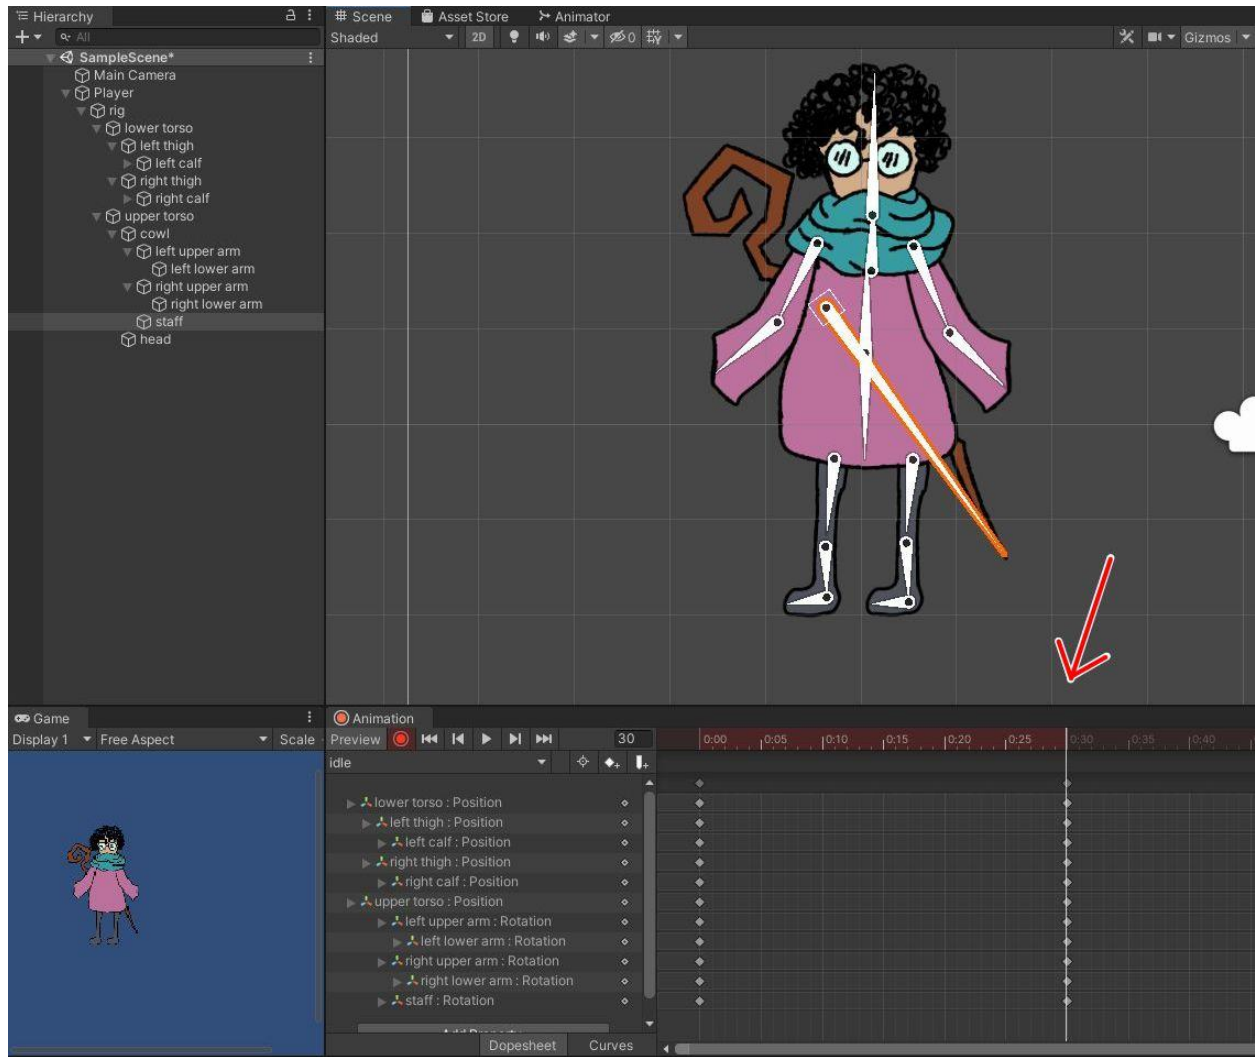 Hierarchy
All
SampleScene*
Main Camera
Player
rig
lower torso
left thigh
left calf
right thigh
right calf
upper torso
cowl
left upper arm
left lower arm
right upper arm
right lower arm
staff
head
# Scene Asset Store Animator
Shaded 2D 0 Gizmos
Game
Display 1 Free Aspect Scale
Animation
Preview 30
0:00 0:05 0:10 0:15 0:20 0:25 0:30 0:35 0:40
idle
lower torso : Position
left thigh : Position
left calf : Position
right thigh : Position
right calf : Position
upper torso : Position
left upper arm : Rotation
left lower arm : Rotation
right upper arm : Rotation
right lower arm : Rotation
staff : Rotation
Add Property
Dopesheet Curves